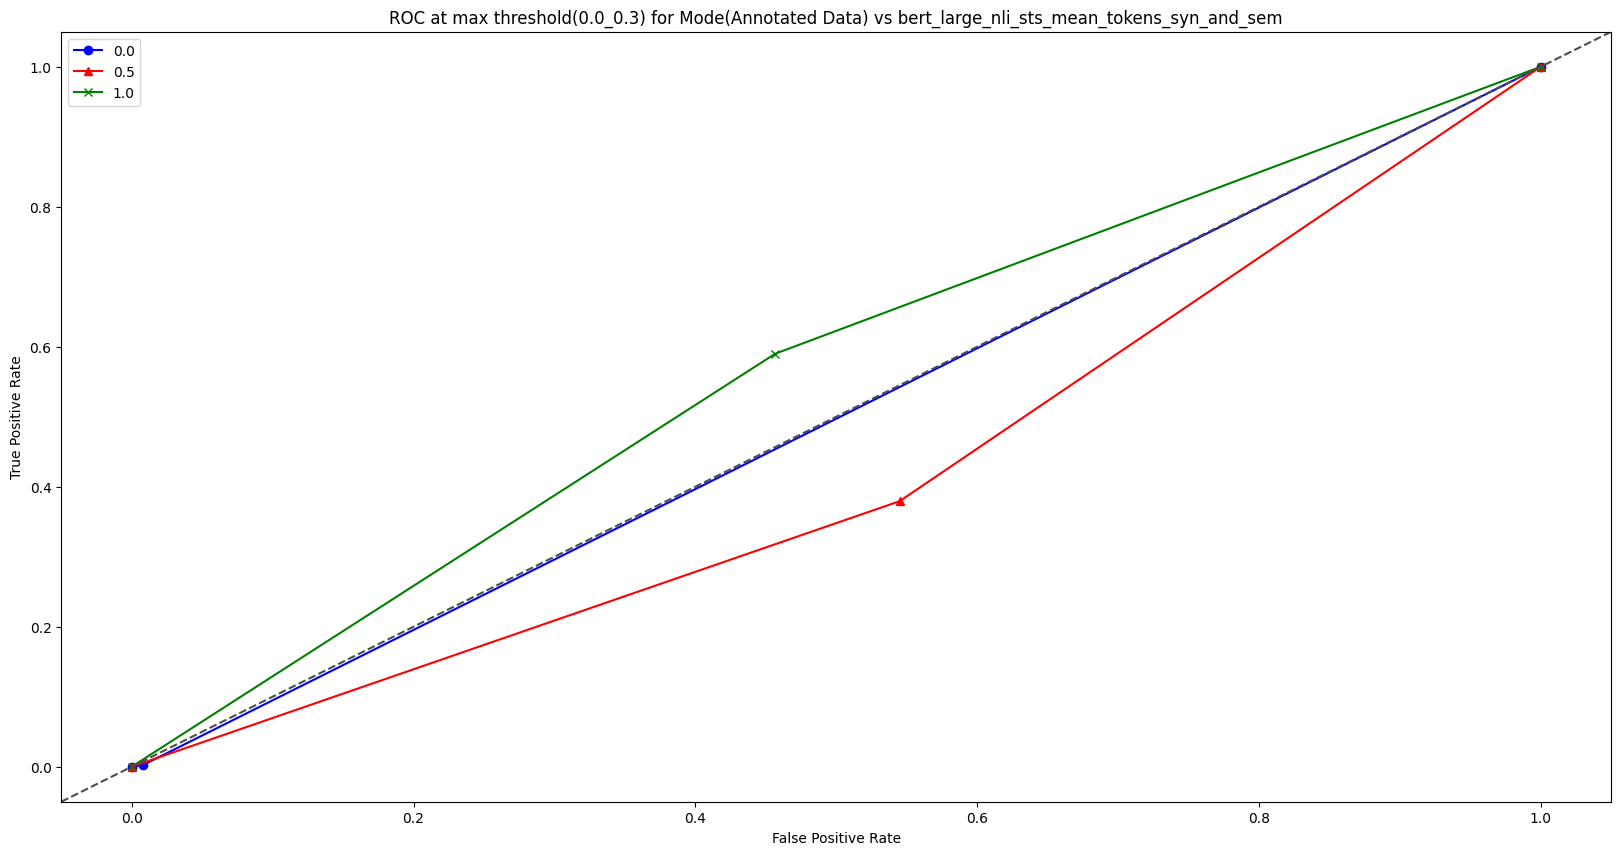 ROC at max threshold(0.0_0.3) for Mode(Annotated Data) vs bert_large_nli_sts_mean_tokens_syn_and_sem
0.0
0.5
1.0
1.0
0.8
0.6
0.4
0.2
0.0
True Positive Rate
0.0 0.2 0.4 0.6 0.8 1.0
False Positive Rate